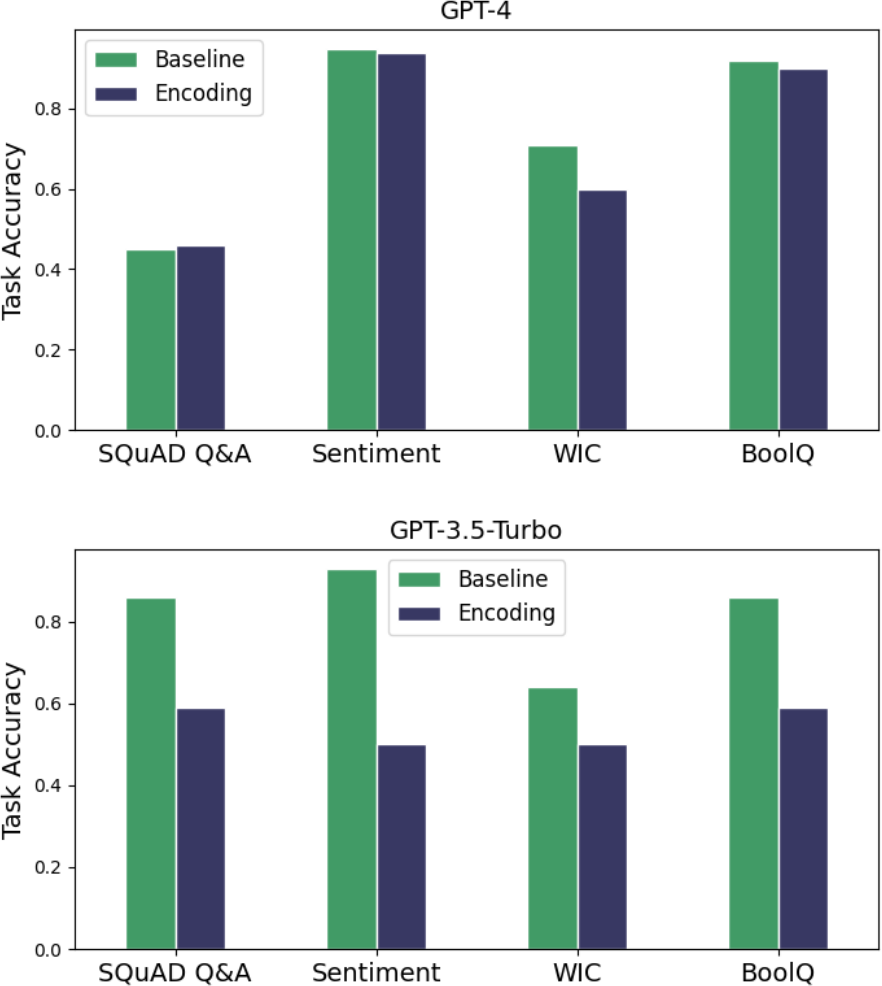 GPT-4
Baseline
Encoding
Task Accuracy
0.8
0.6
0.4
0.2
0.0
SQuAD Q&A Sentiment WIC BoolQ
GPT-3.5-Turbo
Baseline
Encoding
Task Accuracy
0.8
0.6
0.4
0.2
0.0
SQuAD Q&A Sentiment WIC BoolQ